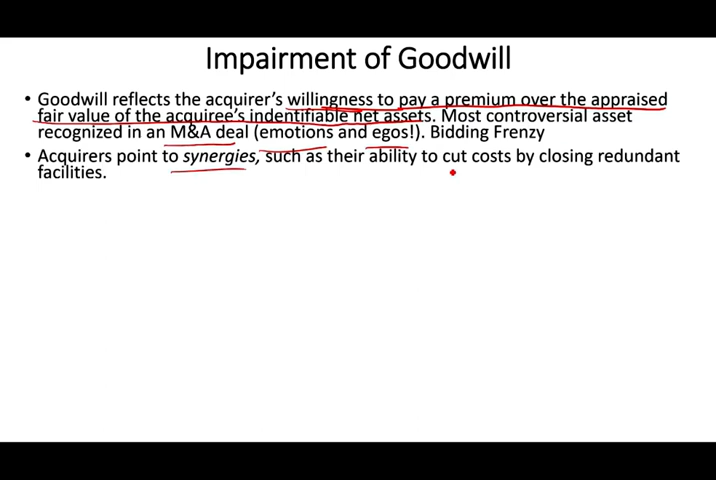 Impairment of Goodwill
• Goodwill reflects the acquirer's willingness to pay a premium over the appraised
fair value of the acquiree's indentifiable net assets. Most controversial asset
recognized in an M&A deal (emotions and egos!). Bidding Frenzy
• Acquirers point to synergies, such as their ability to cut costs by closing redundant
facilities.